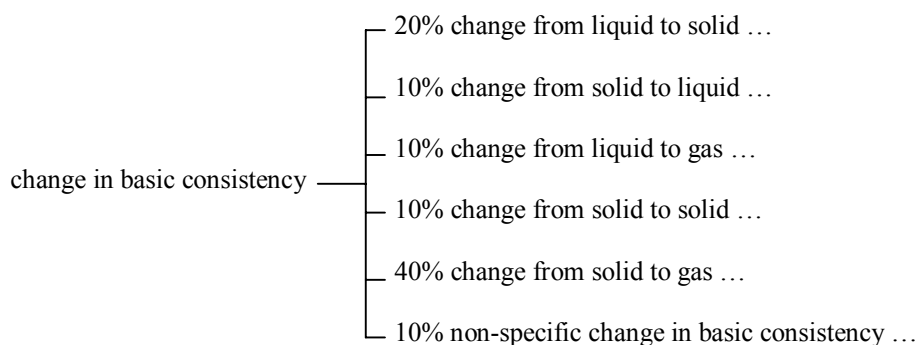 20% change from liquid to solid …
10% change from solid to liquid …
10% change from liquid to gas …
change in basic consistency
10% change from solid to solid …
40% change from solid to gas …
10% non-specific change in basic consistency …